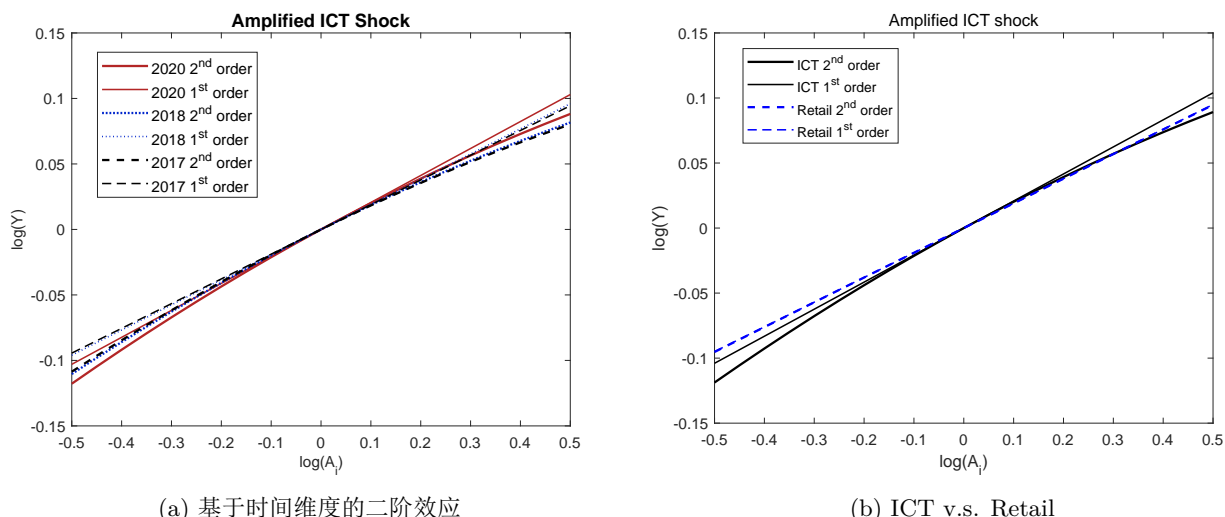 Amplified ICT Shock
0.15
0.1
0.05
0
-0.05
-0.1
-0.15
log(Y)
2020 2nd order
2020 1st order
2018 2nd order
2018 1st order
2017 2nd order
2017 1st order
-0.5 -0.4 -0.3 -0.2 -0.1 0 0.1 0.2 0.3 0.4 0.5
log(Ai)
(a) 基于时间维度的二阶效应
Amplified ICT shock
0.15
0.1
0.05
0
-0.05
-0.1
-0.15
log(Y)
ICT 2nd order
ICT 1st order
Retail 2nd order
Retail 1st order
-0.5 -0.4 -0.3 -0.2 -0.1 0 0.1 0.2 0.3 0.4 0.5
log(Ai)
(b) ICT v.s. Retail